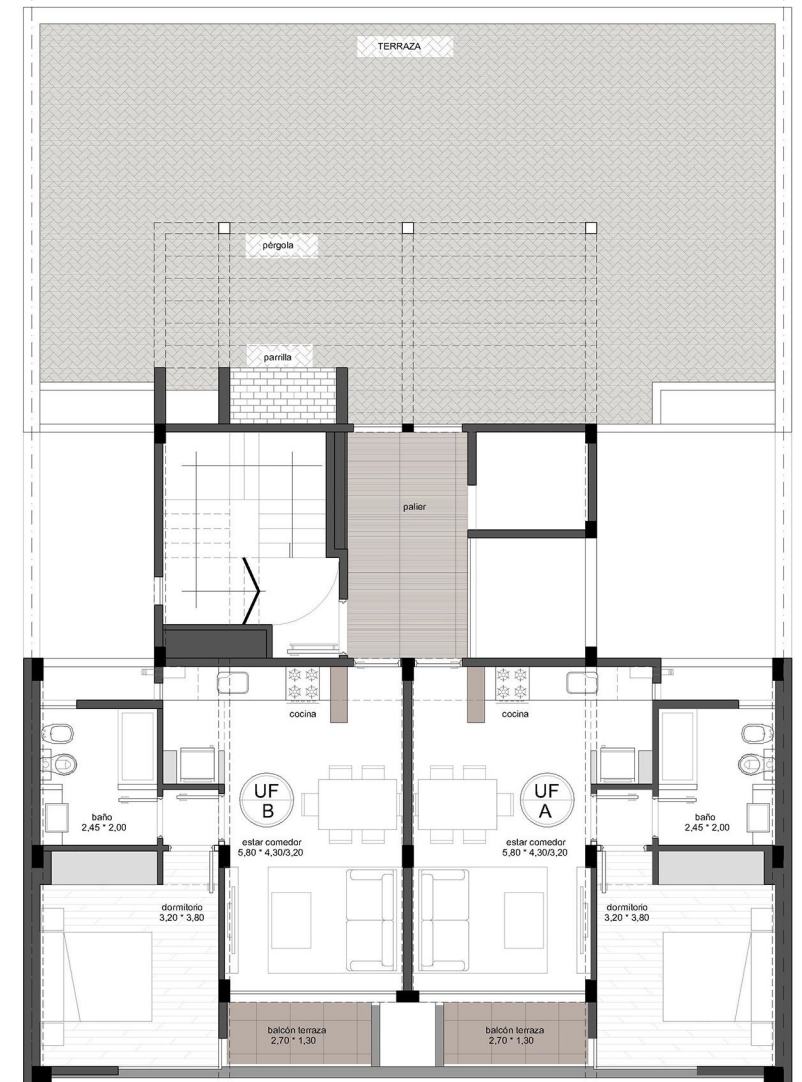 TERRAZA
pérgola
parrilla
palier
cocina
cocina
UF
B
UF
A
baño
2,45 * 2,00
estar comedor
5,80 * 4,30/3,20
estar comedor
5,80 * 4,30/3,20
baño
2,45 * 2,00
dormitorio
3,20 * 3,80
dormitorio
3,20 * 3,80
balcón terraza
2,70 * 1,30
balcón terraza
2,70 * 1,30